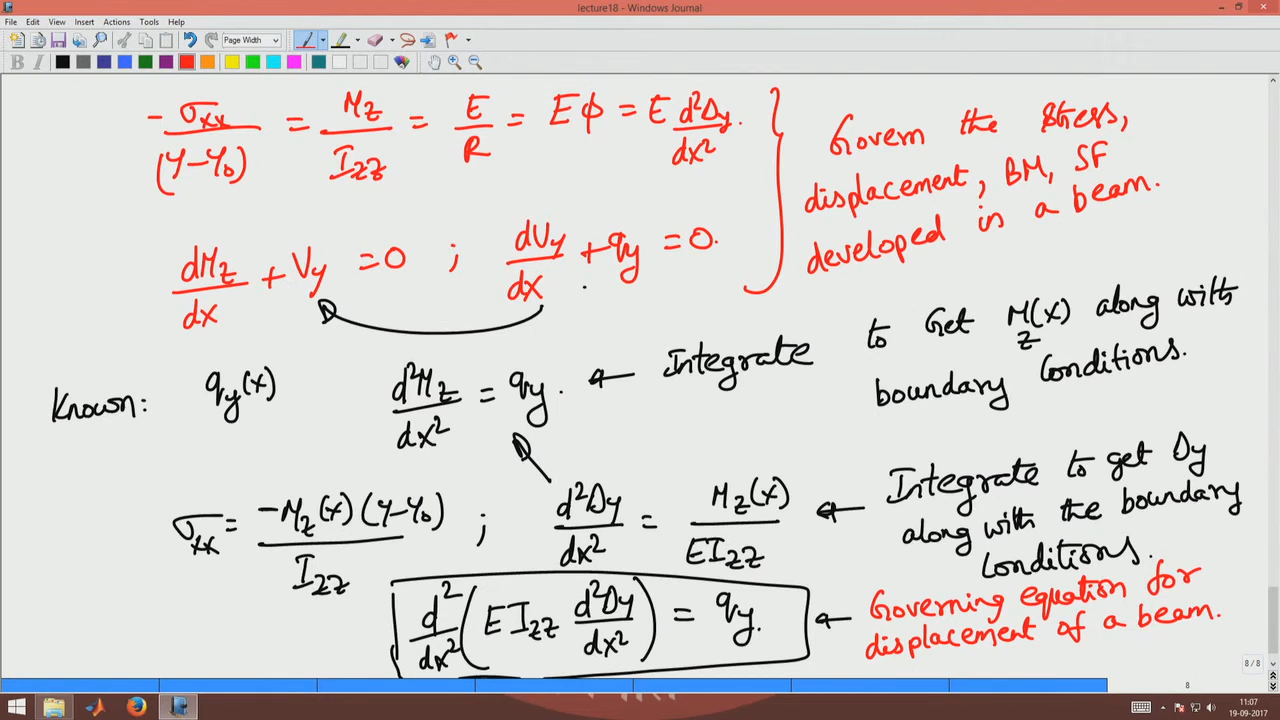 lecture18 - Windows Journal
File Edit View Insert Actions Tools Help
Page Width
-σxx/(y-y₀) = Mz/Izz = E/R = Eφ = E d²Δy/dx².
Govern the stress,
displacement, BM, SF
developed in a beam.
dMz/dx + Vy = 0 ; dVy/dx + qy = 0.
Known: qy(x) d²Mz/dx² = qy. ← Integrate to Get Mz(x) along with
boundary conditions.
σxx = -Mz(x)(y-y₀)/Izz ; d²Δy/dx² = Mz(x)/EIzz ← Integrate to get Δy
along with the boundary
conditions.
d²/dx²(EIzz d²Δy/dx²) = qy. ← Governing equation for
displacement of a beam.
8/8
8
11:07
19-09-2017